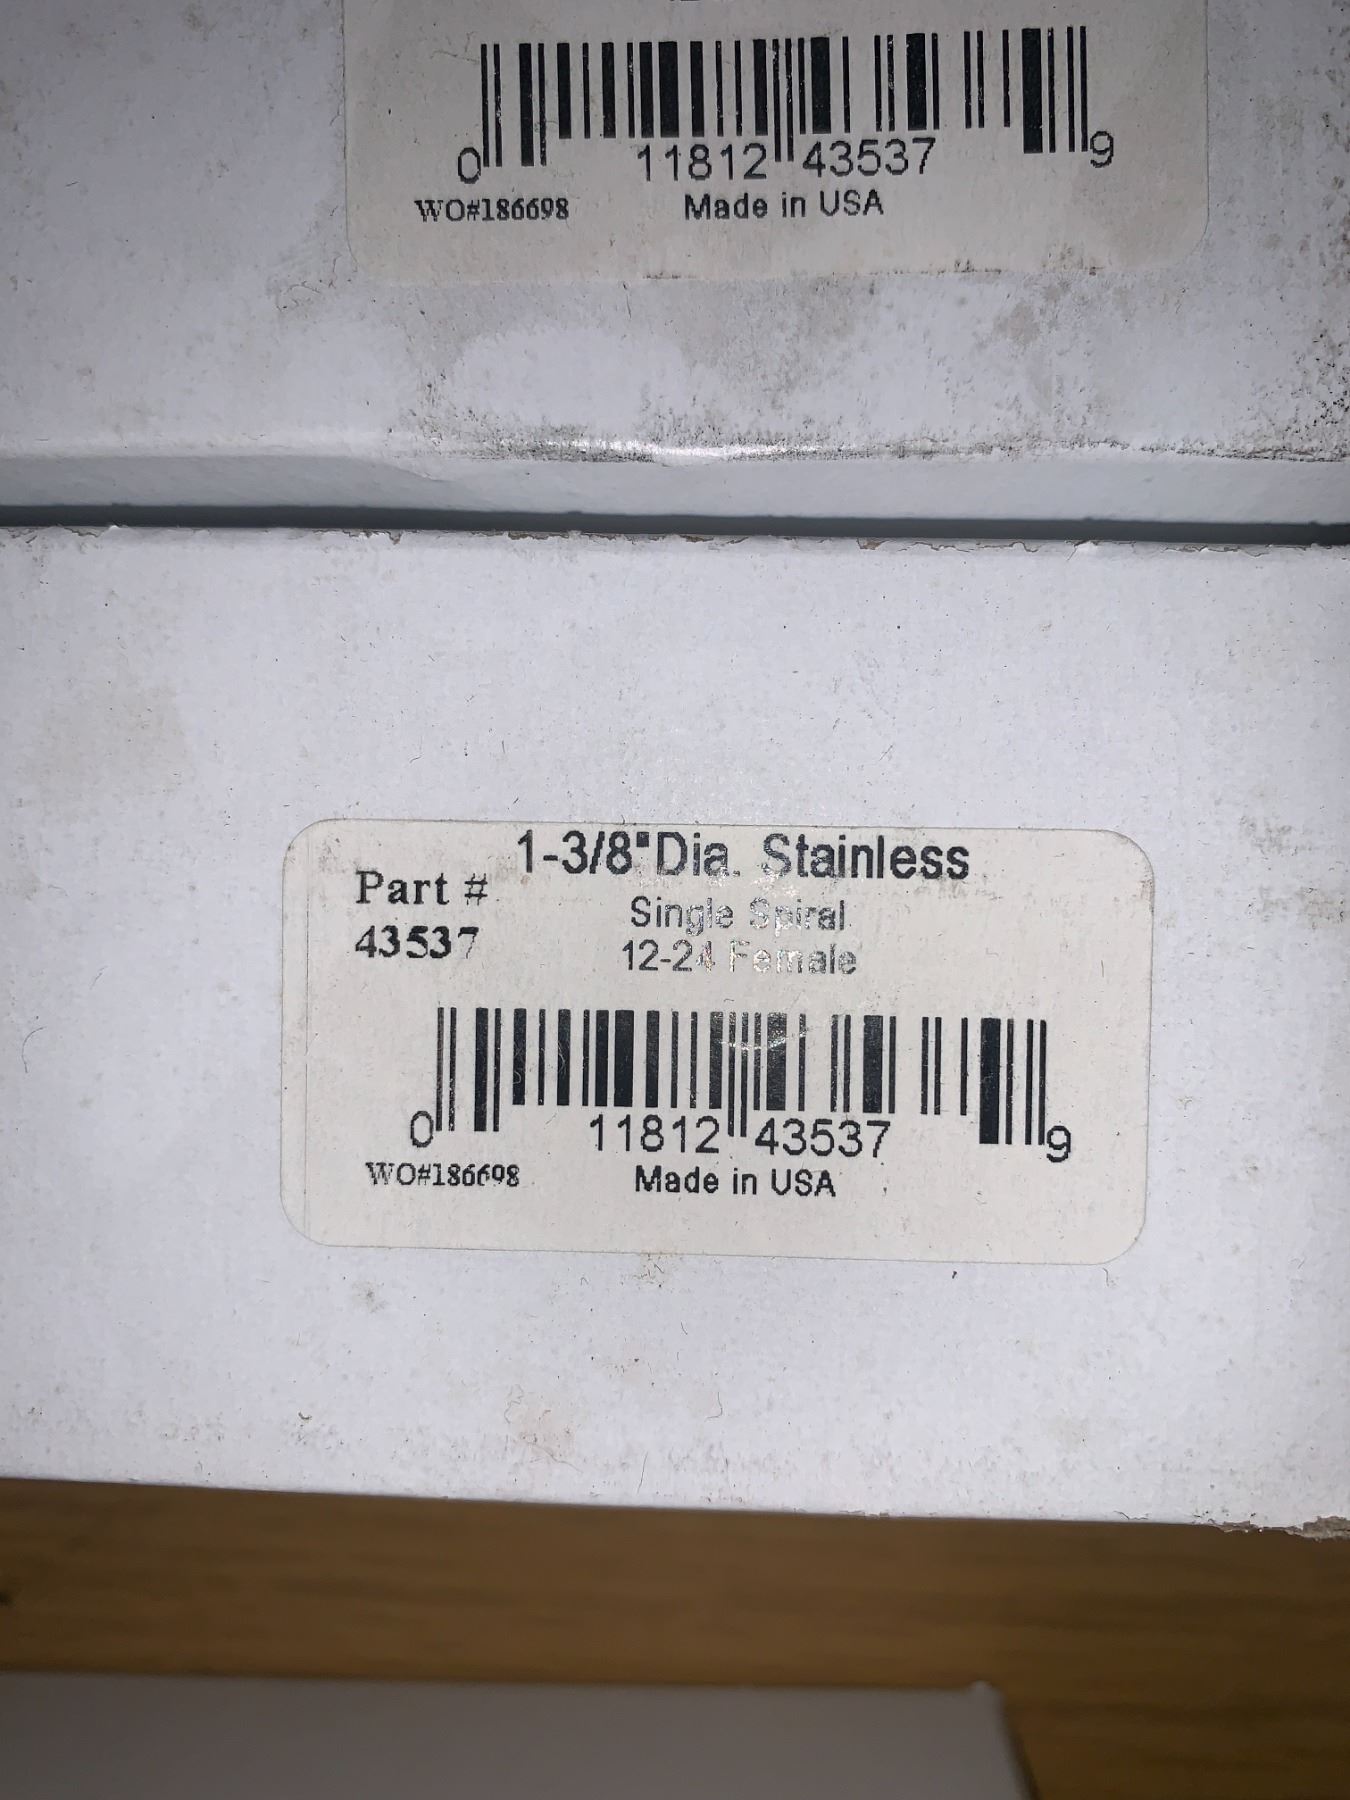 0 11812 43537 9
WO#186698 Made in USA
1-3/8" Dia. Stainless
Part #
Single Spiral
43537
12-24 Female
0 11812 43537 9
WO#186698 Made in USA